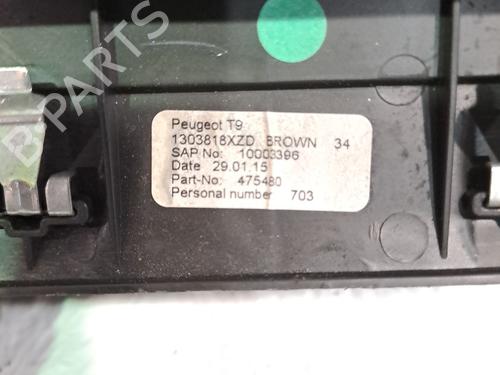 B-PARTS
Peugeot T9
1303818XZD BROWN 34
SAP No: 10003396
Date 29.01.15
Part-No: 475480
Personal number 703